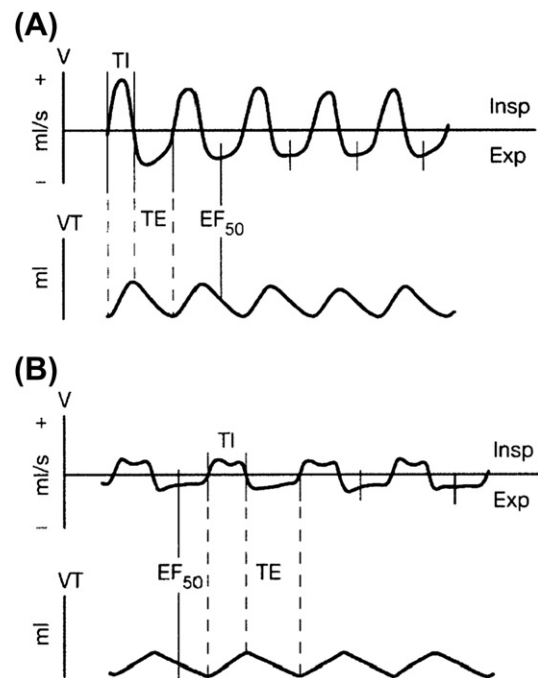 (A)
V TI
+
ml/s
Insp
Exp
–
VT
TE EF50
ml
(B)
V
+
TI
ml/s
Insp
Exp
–
VT
EF50 TE
ml